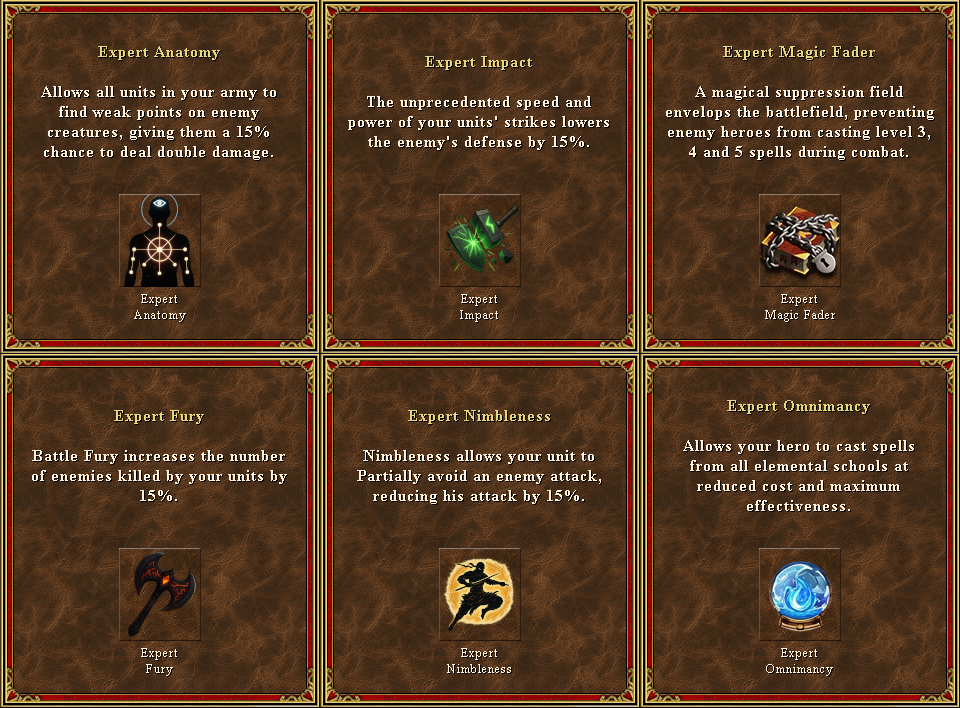 Expert Anatomy
Allows all units in your army to
find weak points on enemy
creatures, giving them a 15%
chance to deal double damage.
Expert
Anatomy
Expert Impact
The unprecedented speed and
power of your units' strikes lowers
the enemy's defense by 15%.
Expert
Impact
Expert Magic Fader
A magical suppression field
envelops the battlefield, preventing
enemy heroes from casting level 3,
4 and 5 spells during combat.
Expert
Magic Fader
Expert Fury
Battle Fury increases the number
of enemies killed by your units by
15%.
Expert
Fury
Expert Nimbleness
Nimbleness allows your unit to
Partially avoid an enemy attack,
reducing his attack by 15%.
Expert
Nimbleness
Expert Omnimancy
Allows your hero to cast spells
from all elemental schools at
reduced cost and maximum
effectiveness.
Expert
Omnimancy